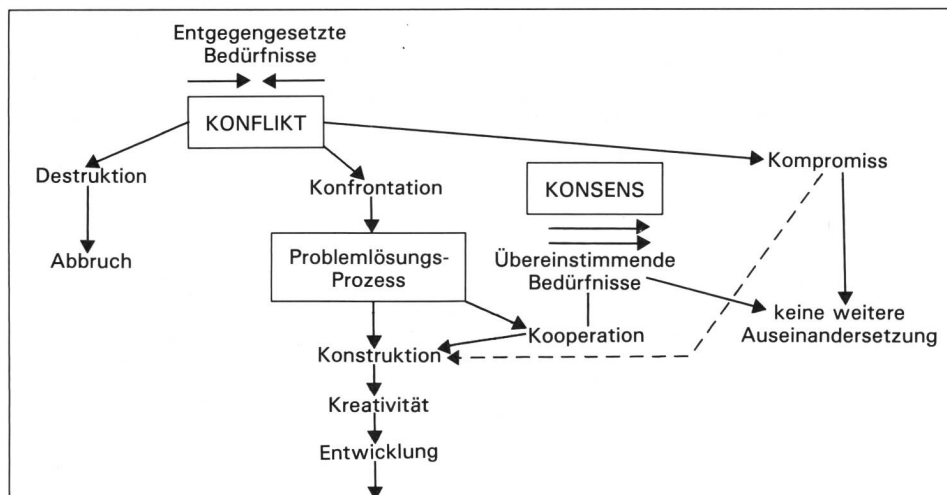 Entgegengesetzte
Bedürfnisse
KONFLIKT
Kompromiss
Destruktion
Konfrontation
KONSENS
Abbruch
Problemlösungs-
Prozess
Übereinstimmende
Bedürfnisse
keine weitere
Auseinandersetzung
Kooperation
Konstruktion
Kreativität
Entwicklung